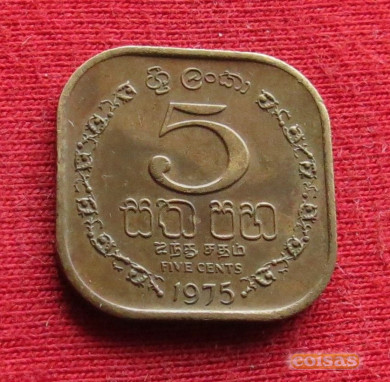 ශ්‍රී ලංකා
5
සත පහ
ஐந்து சதம்
FIVE CENTS
1975
coisas